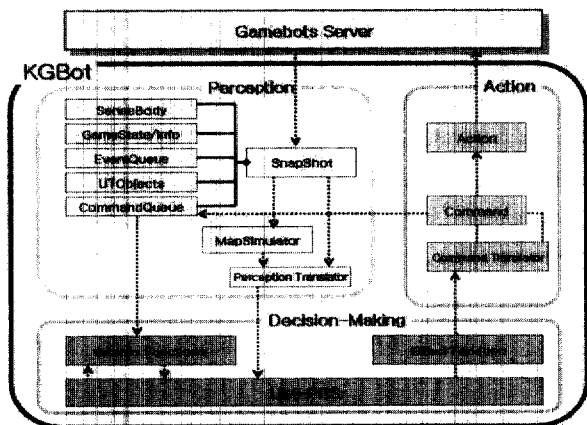 Gamebots Server
KGBot
Perception
Action
SenseBody
GameState/Info
EventQueue
UTObjects
CommandQueue
SnapShot
MapSimulator
Perception Translator
Action
Command
Command Translator
Decision-Making